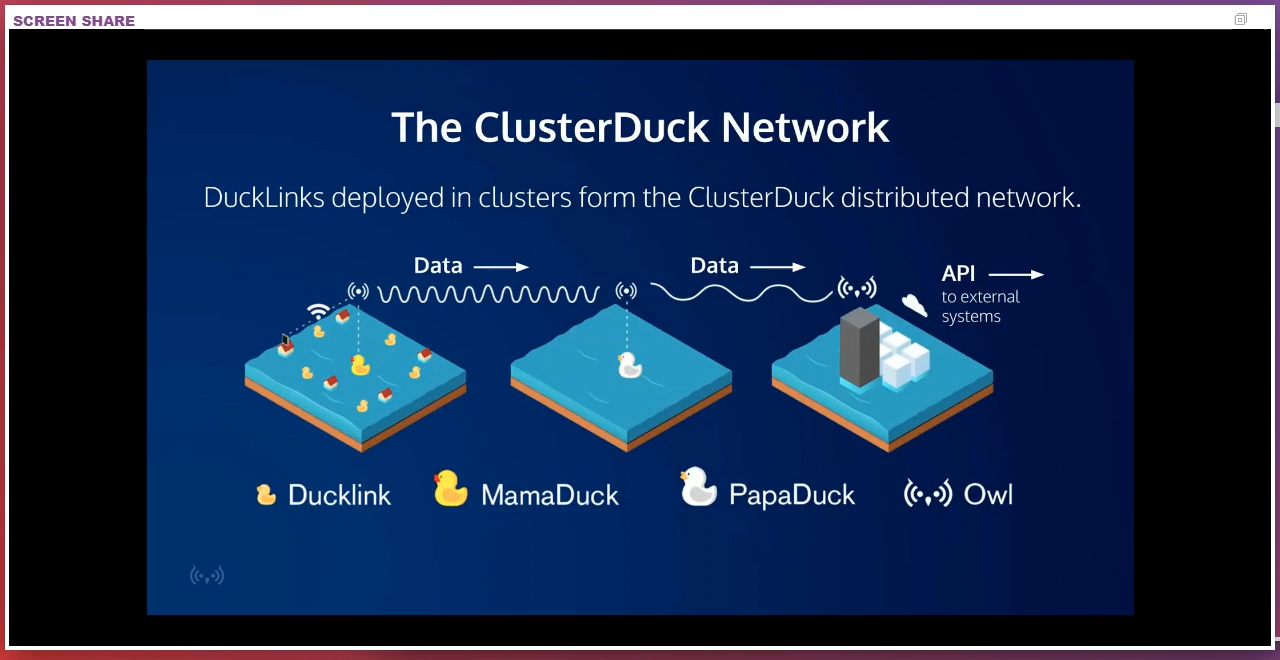 SCREEN SHARE
The ClusterDuck Network
DuckLinks deployed in clusters form the ClusterDuck distributed network.
Data
Data
API
to external
systems
Ducklink
MamaDuck
PapaDuck
Owl